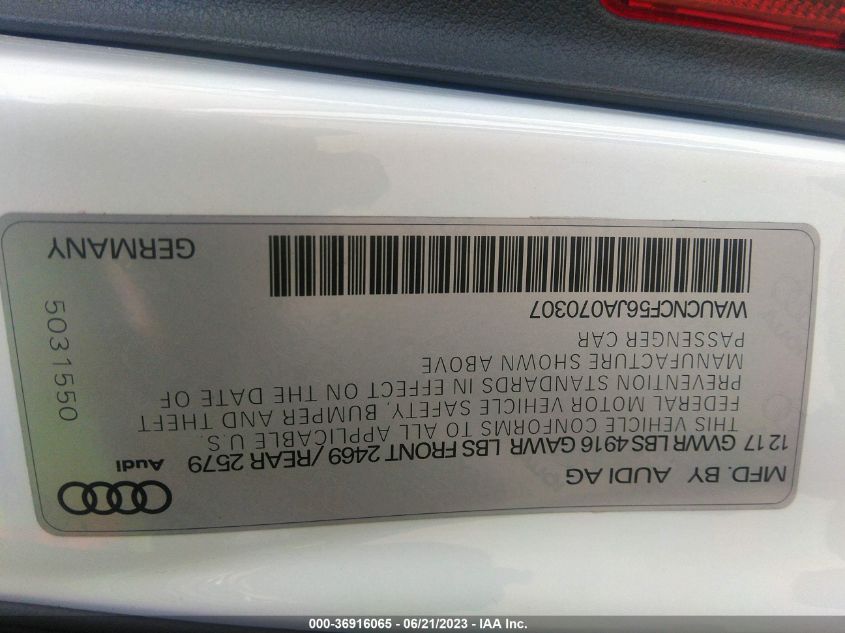 MFD. BY AUDI AG
1217 GVWR LBS 4916 GAWR LBS FRONT 2469 / REAR 2579
Audi
THIS VEHICLE CONFORMS TO ALL APPLICABLE U.S.
FEDERAL MOTOR VEHICLE SAFETY, BUMPER AND THEFT
PREVENTION STANDARDS IN EFFECT ON THE DATE OF
MANUFACTURE SHOWN ABOVE
PASSENGER CAR
WAUCNCF56JA070307
5031550
GERMANY
000-36916065 - 06/21/2023 - IAA Inc.